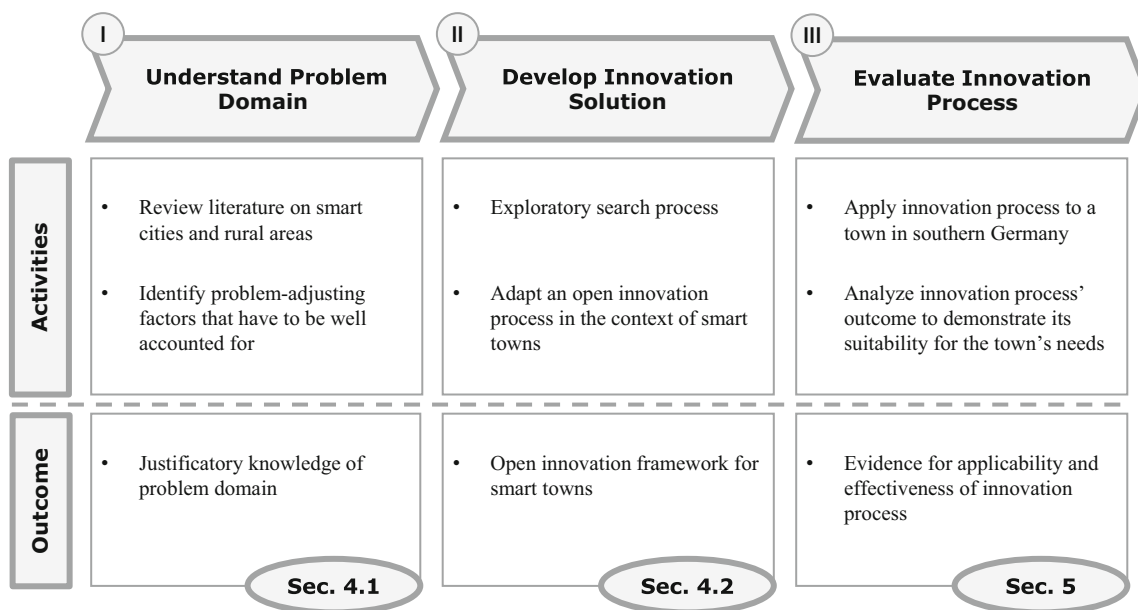 I
Understand Problem
Domain
II
Develop Innovation
Solution
III
Evaluate Innovation
Process
Activities
• Review literature on smart
cities and rural areas
• Identify problem-adjusting
factors that have to be well
accounted for
• Exploratory search process
• Adapt an open innovation
process in the context of smart
towns
• Apply innovation process to a
town in southern Germany
• Analyze innovation process’
outcome to demonstrate its
suitability for the town’s needs
Outcome
• Justificatory knowledge of
problem domain
Sec. 4.1
• Open innovation framework for
smart towns
Sec. 4.2
• Evidence for applicability and
effectiveness of innovation
process
Sec. 5